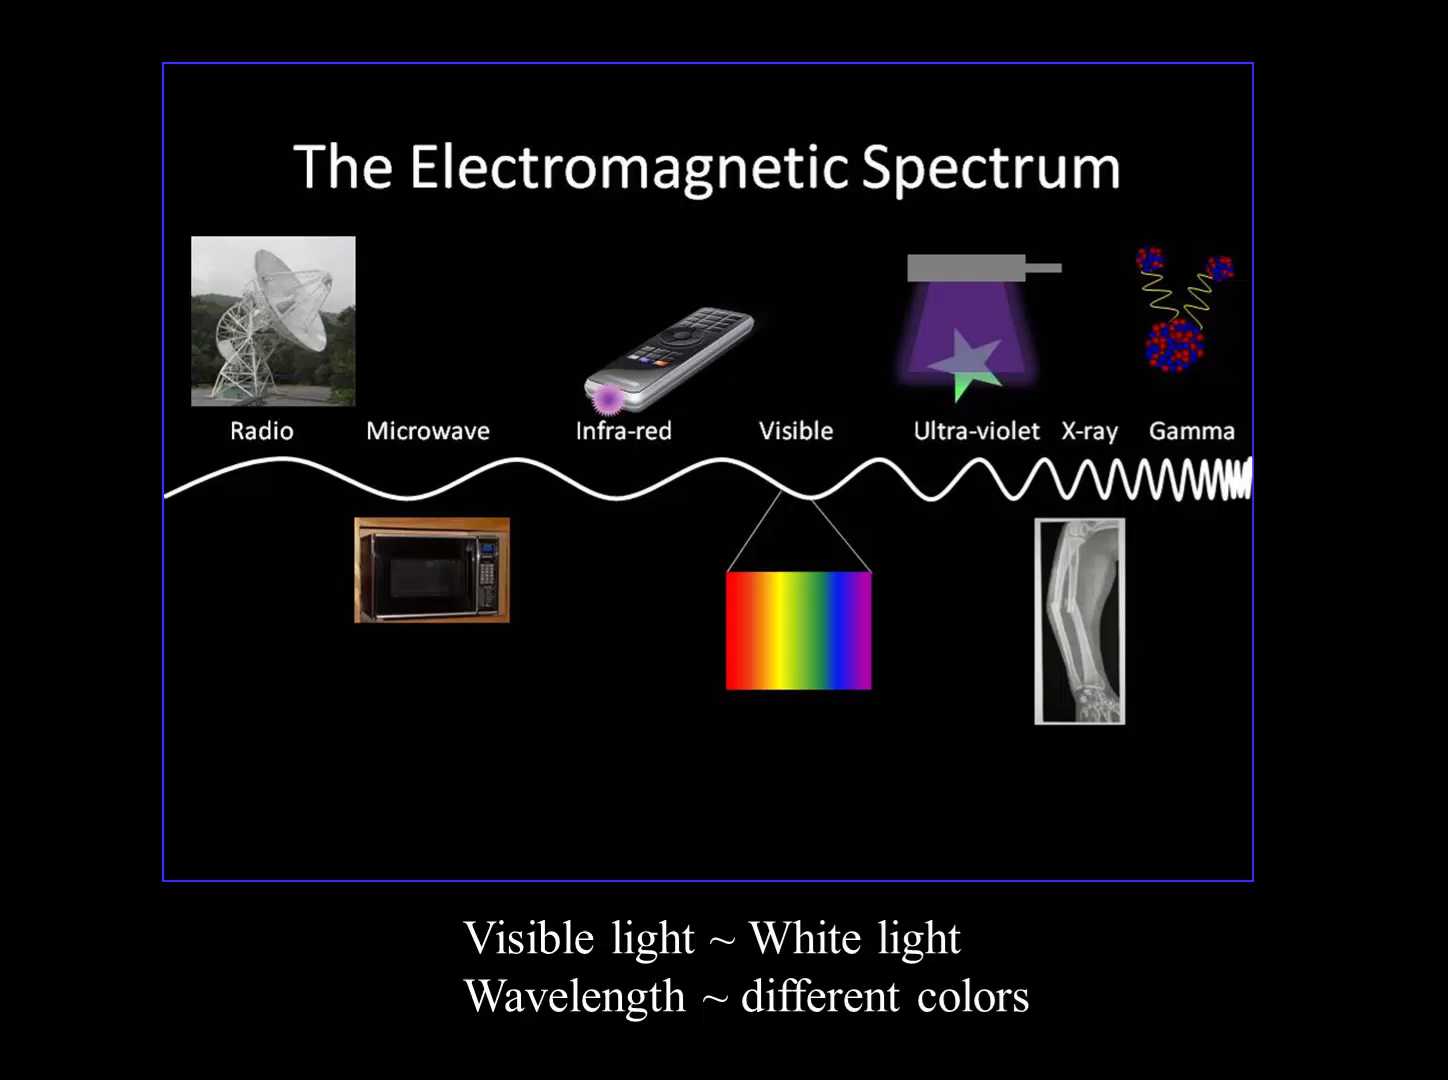 The Electromagnetic Spectrum
Radio Microwave Infra-red Visible Ultra-violet X-ray Gamma
Visible light ~ White light
Wavelength ~ different colors